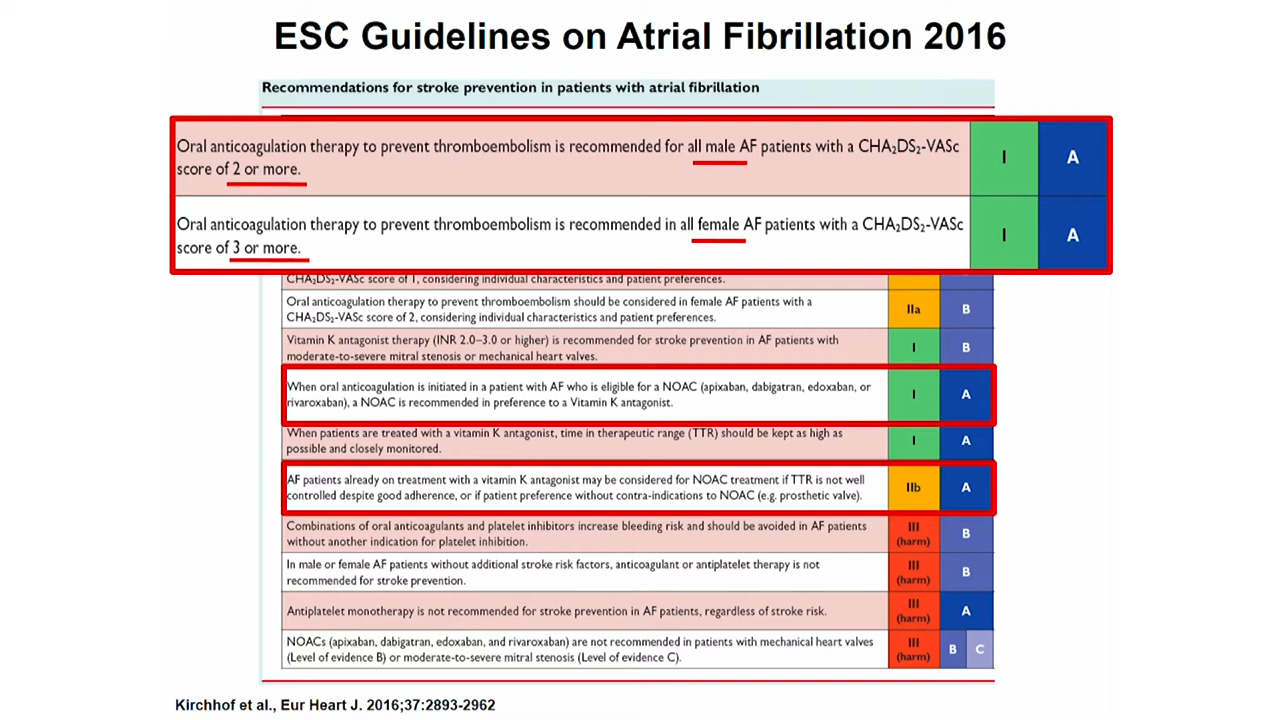 ESC Guidelines on Atrial Fibrillation 2016
Recommendations for stroke prevention in patients with atrial fibrillation
Oral anticoagulation therapy to prevent thromboembolism is recommended for all male AF patients with a CHA₂DS₂-VASc
score of 2 or more.
I
A
Oral anticoagulation therapy to prevent thromboembolism is recommended in all female AF patients with a CHA₂DS₂-VASc
score of 3 or more.
I
A
CHA₂DS₂-VASc score of 1, considering individual characteristics and patient preferences.
Oral anticoagulation therapy to prevent thromboembolism should be considered in female AF patients with a
CHA₂DS₂-VASc score of 2, considering individual characteristics and patient preferences.
IIa
B
Vitamin K antagonist therapy (INR 2.0–3.0 or higher) is recommended for stroke prevention in AF patients with
moderate-to-severe mitral stenosis or mechanical heart valves.
I
B
When oral anticoagulation is initiated in a patient with AF who is eligible for a NOAC (apixaban, dabigatran, edoxaban, or
rivaroxaban), a NOAC is recommended in preference to a Vitamin K antagonist.
I
A
When patients are treated with a vitamin K antagonist, time in therapeutic range (TTR) should be kept as high as
possible and closely monitored.
I
A
AF patients already on treatment with a vitamin K antagonist may be considered for NOAC treatment if TTR is not well
controlled despite good adherence, or if patient preference without contra-indications to NOAC (e.g. prosthetic valve).
IIb
A
Combinations of oral anticoagulants and platelet inhibitors increase bleeding risk and should be avoided in AF patients
without another indication for platelet inhibition.
III
(harm)
B
In male or female AF patients without additional stroke risk factors, anticoagulant or antiplatelet therapy is not
recommended for stroke prevention.
III
(harm)
B
Antiplatelet monotherapy is not recommended for stroke prevention in AF patients, regardless of stroke risk.
III
(harm)
A
NOACs (apixaban, dabigatran, edoxaban, and rivaroxaban) are not recommended in patients with mechanical heart valves
(Level of evidence B) or moderate-to-severe mitral stenosis (Level of evidence C).
III
(harm)
B
C
Kirchhof et al., Eur Heart J. 2016;37:2893-2962